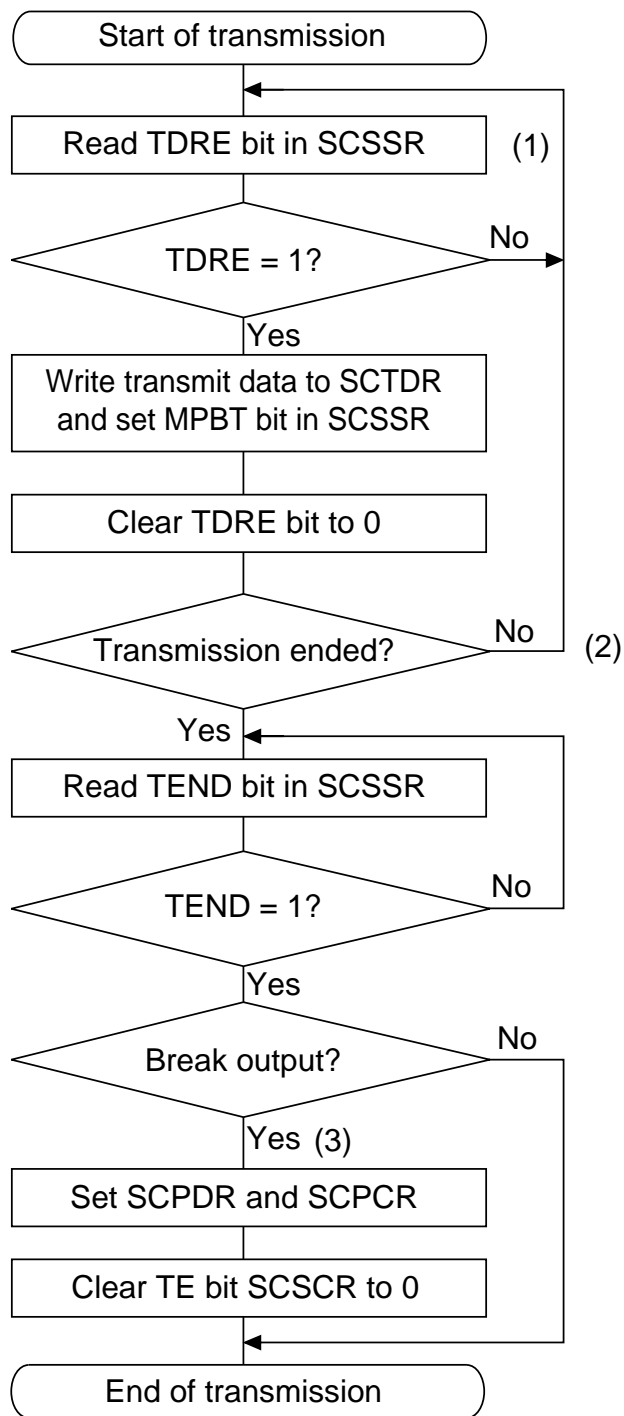 Start of transmission
Read TDRE bit in SCSSR
(1)
TDRE = 1?
No
Yes
Write transmit data to SCTDR
and set MPBT bit in SCSSR
Clear TDRE bit to 0
Transmission ended?
No
(2)
Yes
Read TEND bit in SCSSR
TEND = 1?
No
Yes
Break output?
No
Yes (3)
Set SCPDR and SCPCR
Clear TE bit SCSCR to 0
End of transmission